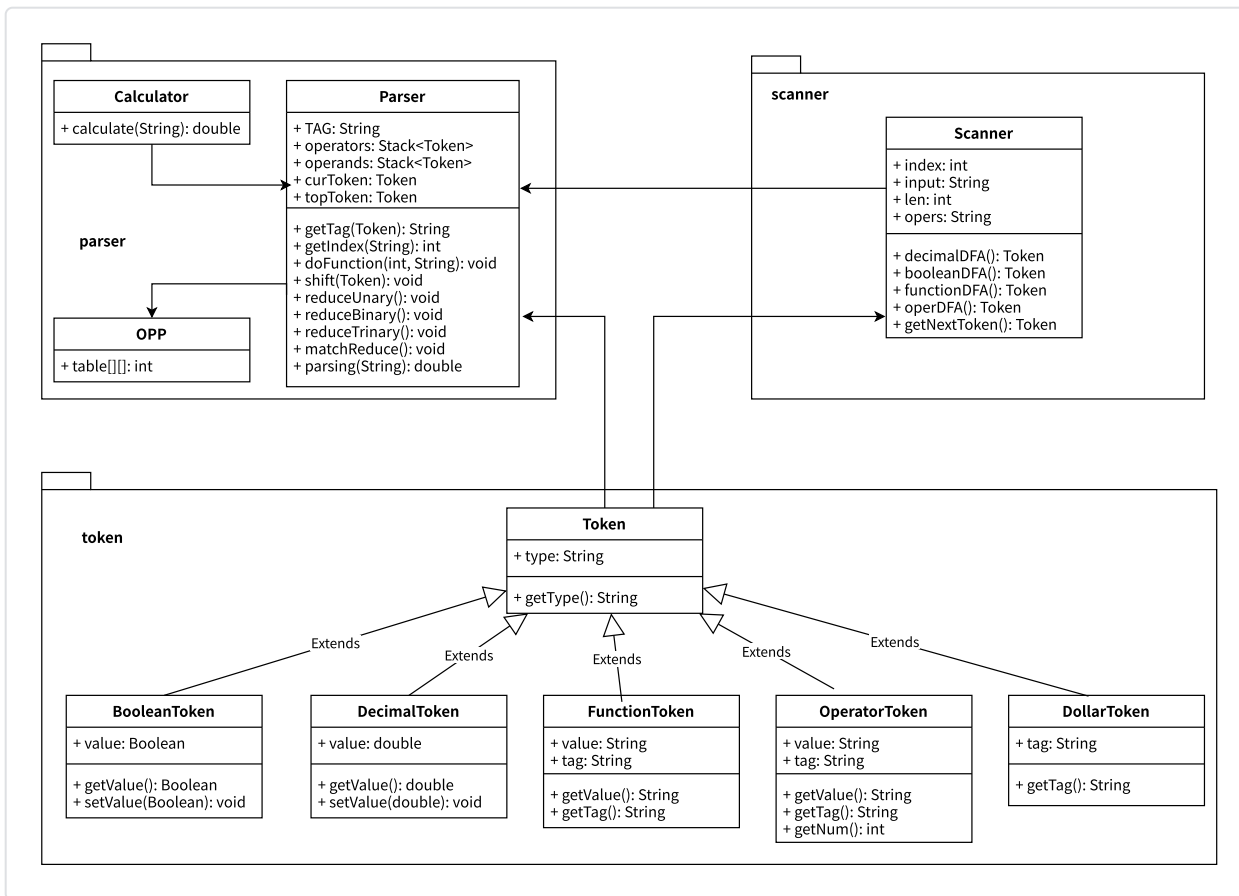 Calculator
+ calculate(String): double
Parser
+ TAG: String
+ operators: Stack<Token>
+ operands: Stack<Token>
+ curToken: Token
+ topToken: Token
+ getTag(Token): String
+ getIndex(String): int
+ doFunction(int, String): void
+ shift(Token): void
+ reduceUnary(): void
+ reduceBinary(): void
+ reduceTrinary(): void
+ matchReduce(): void
+ parsing(String): double
parser
OPP
+ table[][]: int
scanner
Scanner
+ index: int
+ input: String
+ len: int
+ opers: String
+ decimalDFA(): Token
+ booleanDFA(): Token
+ functionDFA(): Token
+ operDFA(): Token
+ getNextToken(): Token
token
Token
+ type: String
+ getType(): String
Extends
Extends
Extends
Extends
Extends
BooleanToken
+ value: Boolean
+ getValue(): Boolean
+ setValue(Boolean): void
DecimalToken
+ value: double
+ getValue(): double
+ setValue(double): void
FunctionToken
+ value: String
+ tag: String
+ getValue(): String
+ getTag(): String
OperatorToken
+ value: String
+ tag: String
+ getValue(): String
+ getTag(): String
+ getNum(): int
DollarToken
+ tag: String
+ getTag(): String